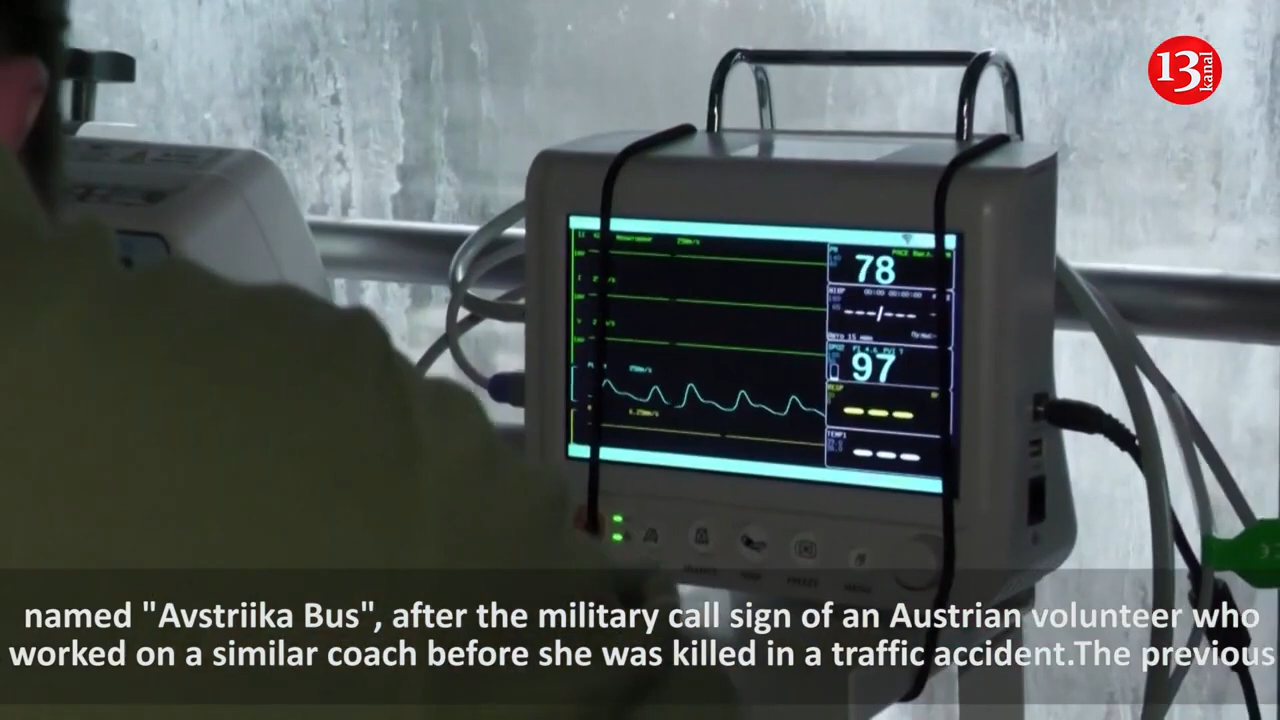 13
kanal
78
---/---
97
---
TEMP1
---
named "Avstriika Bus", after the military call sign of an Austrian volunteer who
worked on a similar coach before she was killed in a traffic accident.The previous